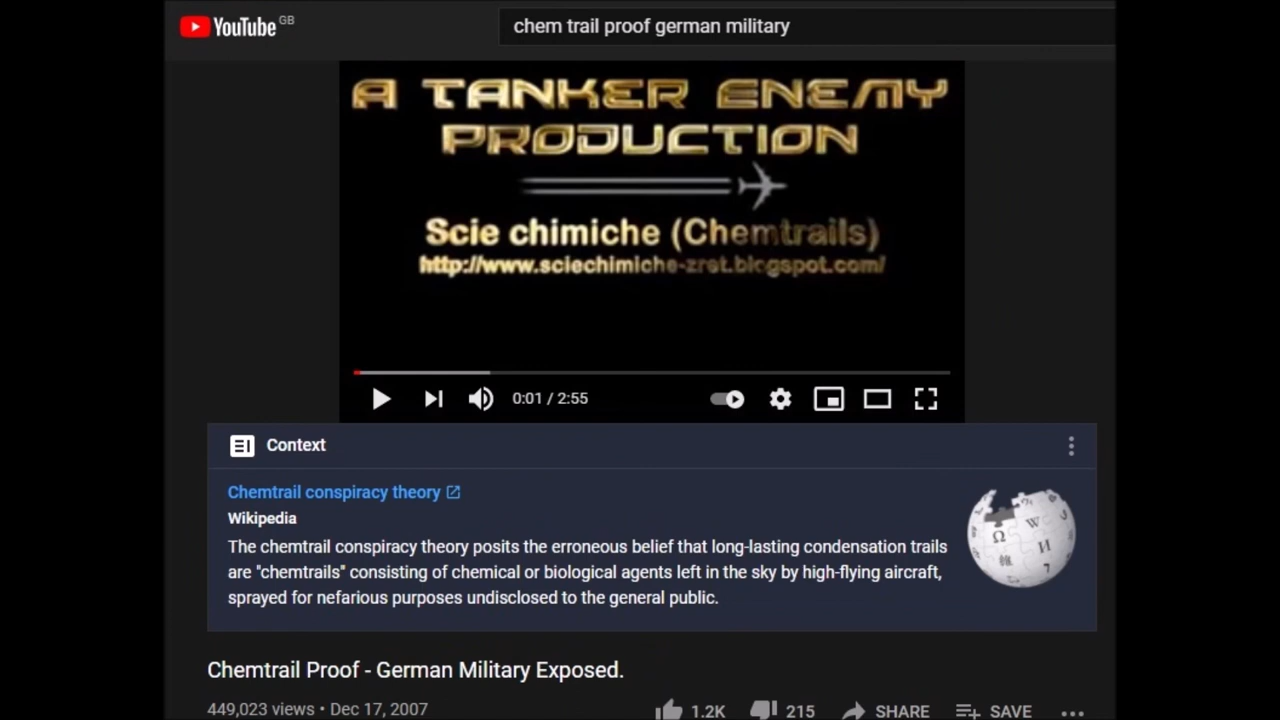 YouTube GB
chem trail proof german military
A TANKER ENEMY
PRODUCTION
Scie chimiche (Chemtrails)
http://www.sciechimiche-zret.blogspot.com/
0:01 / 2:55
Context
Chemtrail conspiracy theory
Wikipedia
The chemtrail conspiracy theory posits the erroneous belief that long-lasting condensation trails
are "chemtrails" consisting of chemical or biological agents left in the sky by high-flying aircraft,
sprayed for nefarious purposes undisclosed to the general public.
Chemtrail Proof - German Military Exposed.
449,023 views • Dec 17, 2007
1.2K 215 SHARE SAVE